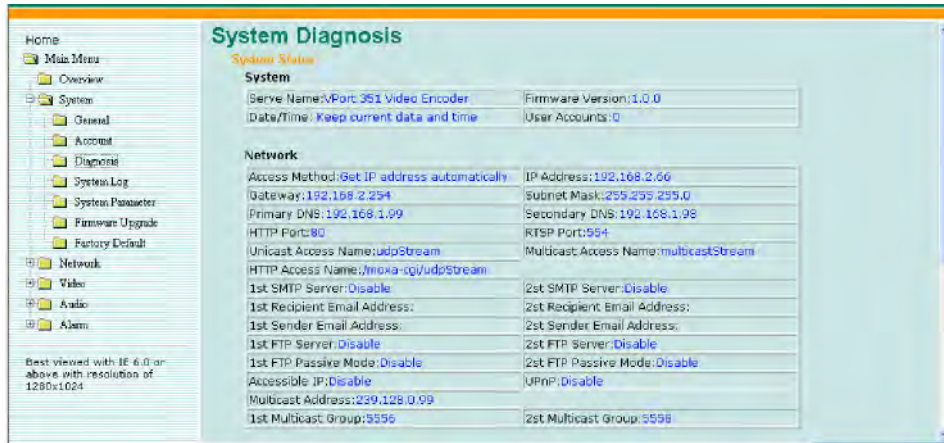 Home
Main Menu
Overview
System
General
Account
Diagnosis
System Log
System Parameter
Firmware Upgrade
Factory Default
Network
Video
Audio
Alarm
Best viewed with IE 6.0 or
above with resolution of
1280x1024
System Diagnosis
System Status
System
Serve Name:VPort 351 Video Encoder Firmware Version:1.0.0
Date/Time: Keep current data and time User Accounts:0
Network
Access Method:Get IP address automatically IP Address:192.168.2.66
Gateway:192.168.2.254 Subnet Mask:255.255.255.0
Primary DNS:192.168.1.99 Secondary DNS:192.168.1.98
HTTP Port:80 RTSP Port:554
Unicast Access Name:udpStream Multicast Access Name:multicastStream
HTTP Access Name:/moxa-cgi/udpStream
1st SMTP Server:Disable 2st SMTP Server:Disable
1st Recipient Email Address: 2st Recipient Email Address:
1st Sender Email Address: 2st Sender Email Address:
1st FTP Server:Disable 2st FTP Server:Disable
1st FTP Passive Mode:Disable 2st FTP Passive Mode:Disable
Accessible IP:Disable UPnP:Disable
Multicast Address:239.128.0.99
1st Multicast Group:5556 2st Multicast Group:5558